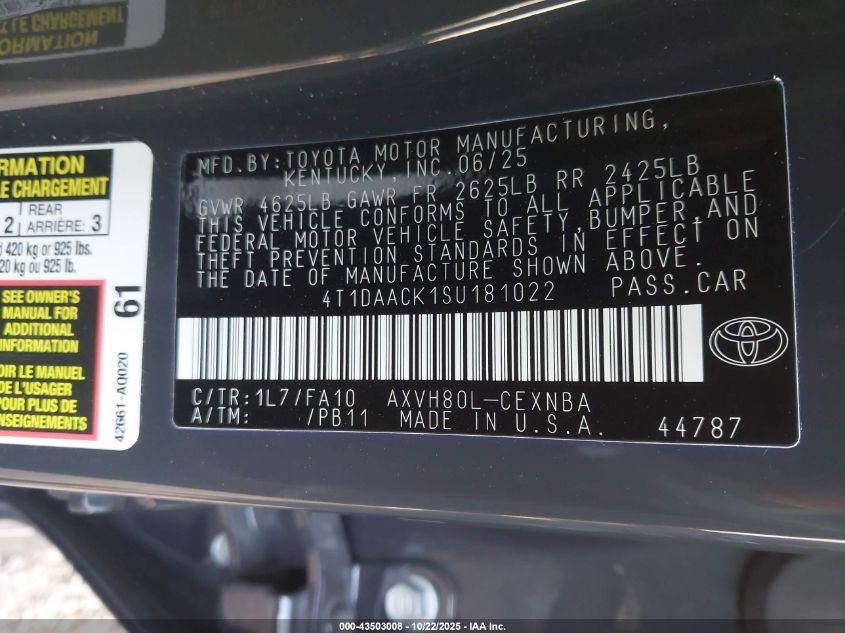 LE CHARGEMENT
ORMATION
RMATION
LE CHARGEMENT
2 REAR 3
ARRIÈRE:
420 kg or 925 lbs.
20 kg ou 925 lb.
SEE OWNER'S
MANUAL FOR
ADDITIONAL
INFORMATION
OIR LE MANUEL
DE L'USAGER
POUR PLUS DE
NSEIGNEMENTS
61
42661-A0020
MFD.BY:TOYOTA MOTOR MANUFACTURING,
KENTUCKY,INC.06/25
GVWR 4625LB GAWR FR 2625LB RR 2425LB
THIS VEHICLE CONFORMS TO ALL APPLICABLE
FEDERAL MOTOR VEHICLE SAFETY,BUMPER,AND
THEFT PREVENTION STANDARDS IN EFFECT ON
THE DATE OF MANUFACTURE SHOWN ABOVE.
4T1DAACK1SU181022 PASS.CAR
C/TR:1L7/FA10 AXVH80L-CEXNBA
A/TM: /PB11 MADE IN U.S.A. 44787
000-43503008 - 10/22/2025 - IAA Inc.